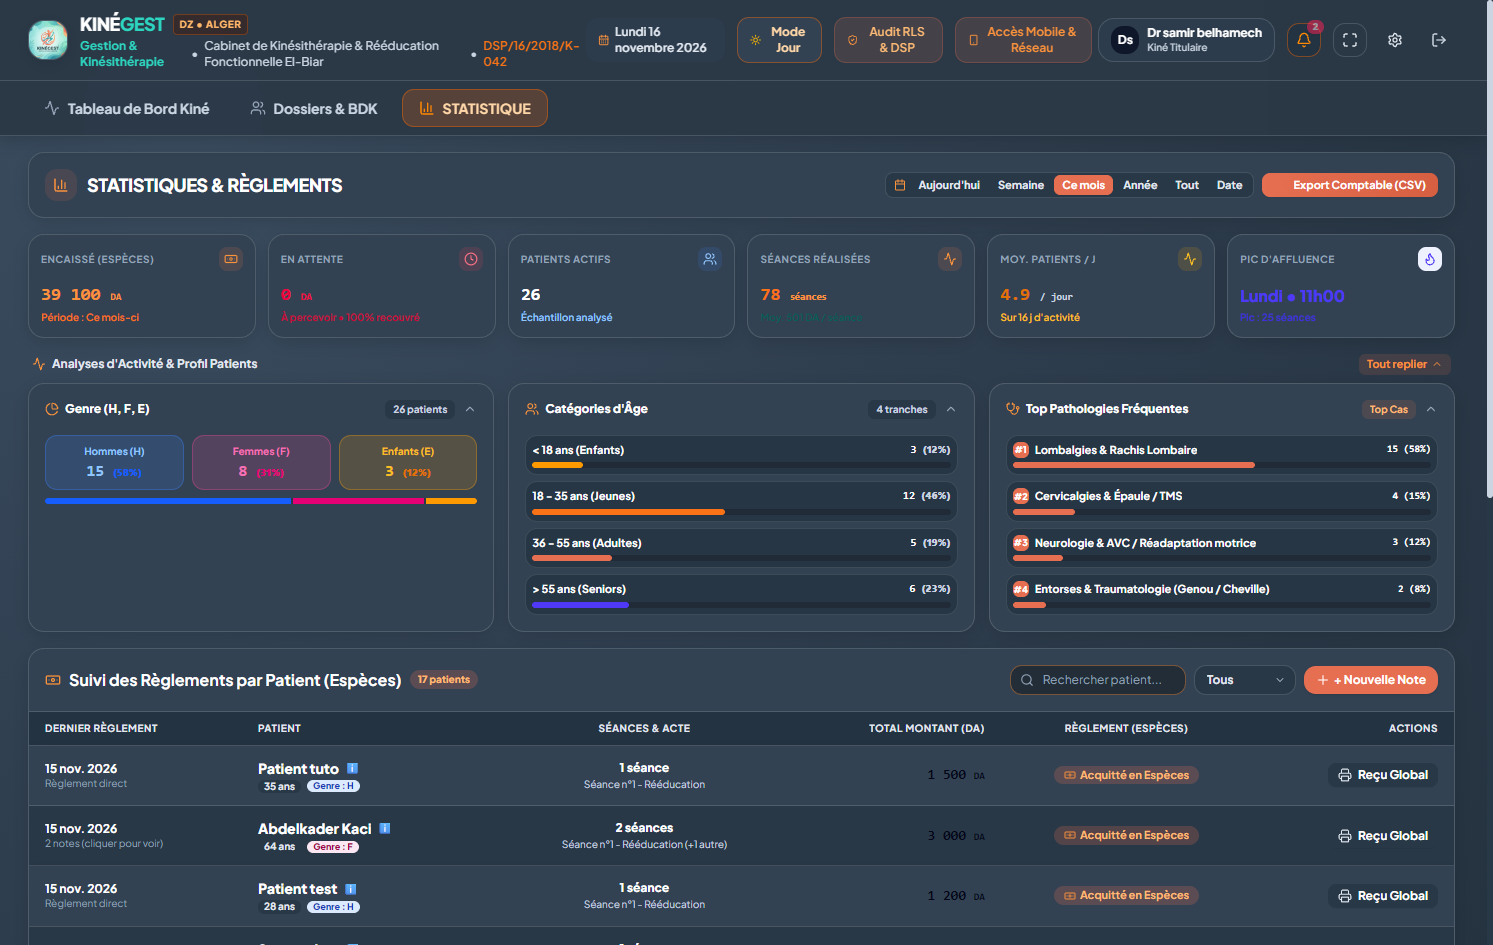 KINÉGEST
DZ • ALGER
Gestion & Kinésithérapie
• Cabinet de Kinésithérapie & Rééducation Fonctionnelle El-Biar
• DSP/16/2018/K-042
Lundi 16 novembre 2026
Mode Jour
Audit RLS & DSP
Accès Mobile & Réseau
Ds
Dr samir belhamech
Kiné Titulaire
2
Tableau de Bord Kiné
Dossiers & BDK
STATISTIQUE
STATISTIQUES & RÈGLEMENTS
Aujourd'hui Semaine Ce mois Année Tout Date
Export Comptable (CSV)
ENCAISSÉ (ESPÈCES)
39 100 DA
Période : Ce mois-ci
EN ATTENTE
0 DA
À percevoir • 100% recouvré
PATIENTS ACTIFS
26
Échantillon analysé
SÉANCES RÉALISÉES
78 séances
MOY. PATIENTS / J
4.9 / jour
Sur 16 j d'activité
PIC D'AFFLUENCE
Lundi • 11h00
Pic : 25 séances
Analyses d'Activité & Profil Patients
Tout replier
Genre (H, F, E)
26 patients
Hommes (H)
15 (58%)
Femmes (F)
8 (31%)
Enfants (E)
3 (12%)
Catégories d'Âge
4 tranches
< 18 ans (Enfants) 3 (12%)
18 - 35 ans (Jeunes) 12 (46%)
36 - 55 ans (Adultes) 5 (19%)
> 55 ans (Seniors) 6 (23%)
Top Pathologies Fréquentes
Top Cas
#1 Lombalgies & Rachis Lombaire 15 (58%)
#2 Cervicalgies & Épaule / TMS 4 (15%)
#3 Neurologie & AVC / Réadaptation motrice 3 (12%)
#4 Entorses & Traumatologie (Genou / Cheville) 2 (8%)
Suivi des Règlements par Patient (Espèces)
17 patients
Rechercher patient...
Tous
+ + Nouvelle Note
DERNIER RÈGLEMENT PATIENT SÉANCES & ACTE TOTAL MONTANT (DA) RÈGLEMENT (ESPÈCES) ACTIONS
15 nov. 2026 Patient tuto 1 séance 1 500 DA Acquitté en Espèces Reçu Global
Règlement direct 35 ans Genre : H Séance n°1 - Rééducation
15 nov. 2026 Abdelkader Kaci 2 séances 3 000 DA Acquitté en Espèces Reçu Global
2 notes (cliquer pour voir) 64 ans Genre : F Séance n°1 - Rééducation (+1 autre)
15 nov. 2026 Patient test 1 séance 1 200 DA Acquitté en Espèces Reçu Global
Règlement direct 28 ans Genre : H Séance n°1 - Rééducation